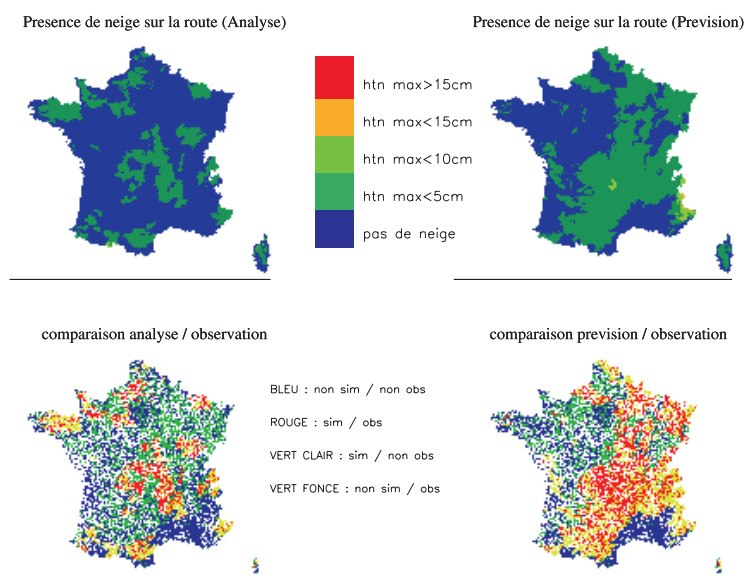 Presence de neige sur la route (Analyse)
Presence de neige sur la route (Prevision)
htn max>15cm
htn max<15cm
htn max<10cm
htn max<5cm
pas de neige
comparaison analyse / observation
comparaison prevision / observation
BLEU : non sim / non obs
ROUGE : sim / obs
VERT CLAIR : sim / non obs
VERT FONCE : non sim / obs